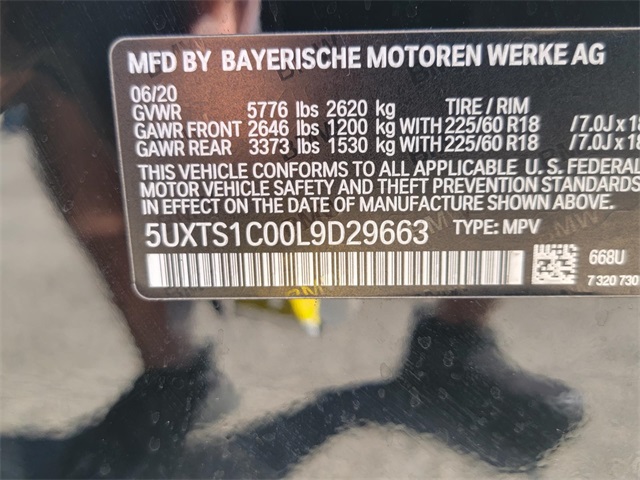 MFD BY BAYERISCHE MOTOREN WERKE AG
06/20
GVWR 5776 lbs 2620 kg TIRE / RIM
GAWR FRONT 2646 lbs 1200 kg WITH 225/60 R18 /7.0J x 18
GAWR REAR 3373 lbs 1530 kg WITH 225/60 R18 /7.0J x 18
THIS VEHICLE CONFORMS TO ALL APPLICABLE U. S. FEDERAL
MOTOR VEHICLE SAFETY AND THEFT PREVENTION STANDARDS
IN EFFECT ON THE DATE OF MANUFACTURE SHOWN ABOVE.
5UXTS1C00L9D29663 TYPE: MPV
668U
7 320 730